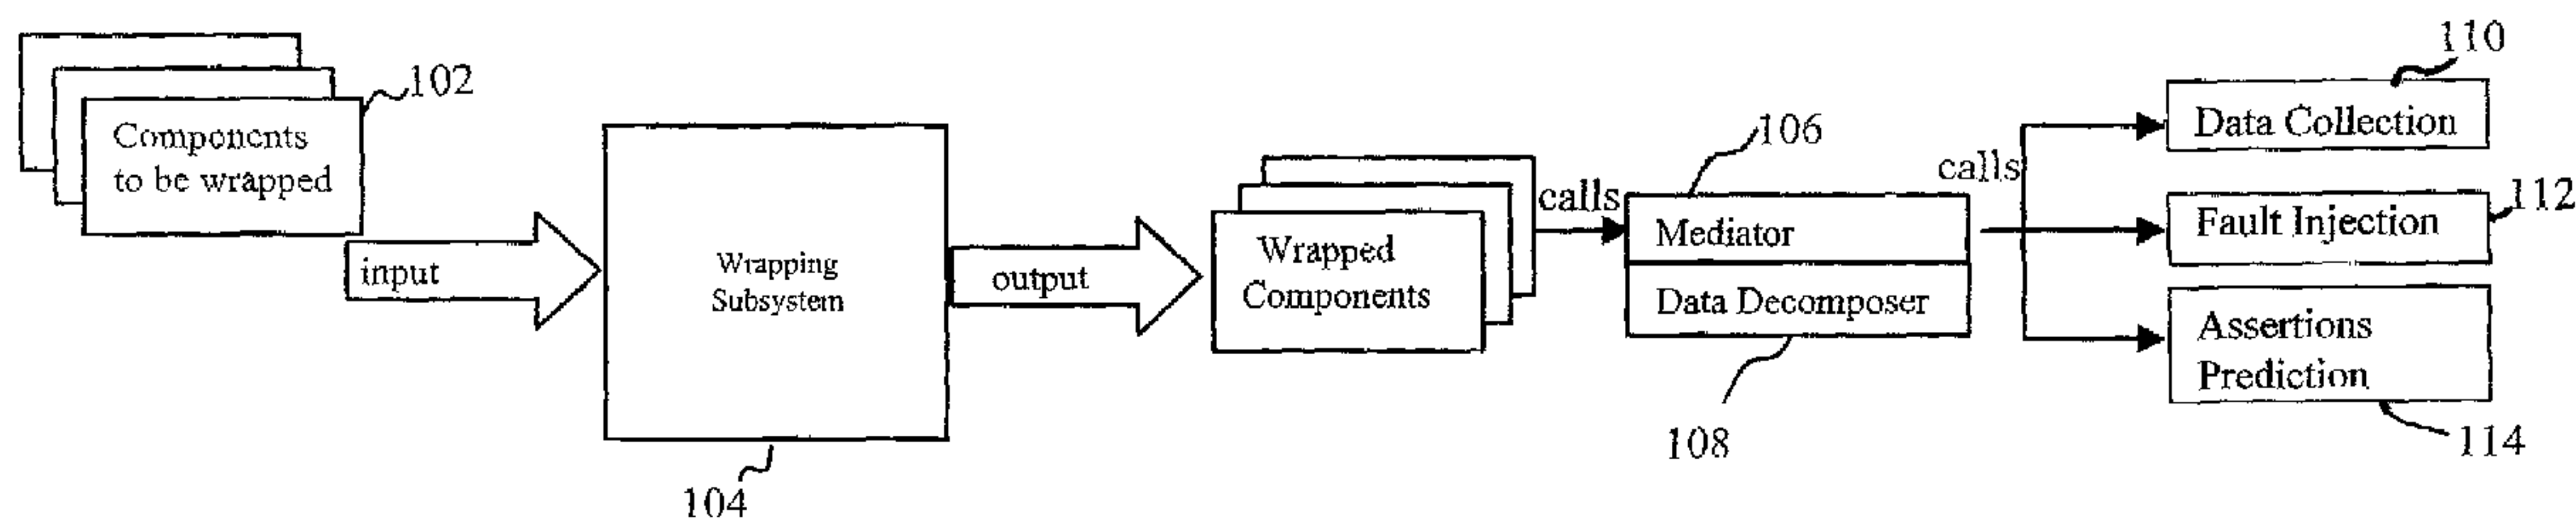 102
Components
to be wrapped
input
Wrapping
Subsystem
104
output
Wrapped
Components
calls
106
Mediator
Data Decomposer
108
calls
110
Data Collection
112
Fault Injection
Assertions
Prediction
114